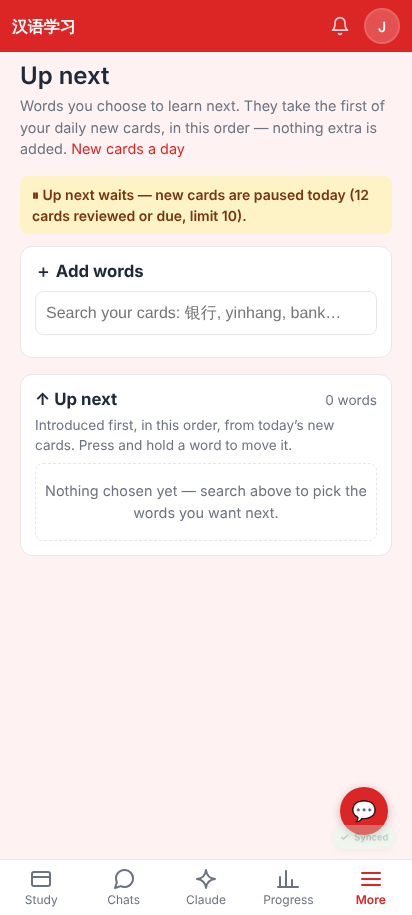 汉语学习
J
Up next
Words you choose to learn next. They take the first of
your daily new cards, in this order — nothing extra is
added. New cards a day
Up next waits — new cards are paused today (12
cards reviewed or due, limit 10).
+ Add words
Search your cards: 银行, yinhang, bank…
↑ Up next
0 words
Introduced first, in this order, from today’s new
cards. Press and hold a word to move it.
Nothing chosen yet — search above to pick the
words you want next.
✓ Synced
Study
Chats
Claude
Progress
More